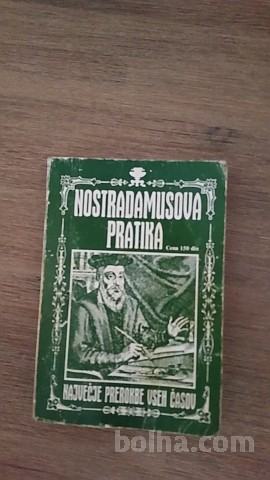 NOSTRADAMUSOVA
PRATIKA
Cena 150 din
NAJVEČJE PREROKBE VSEH ČASOV
bolha.com